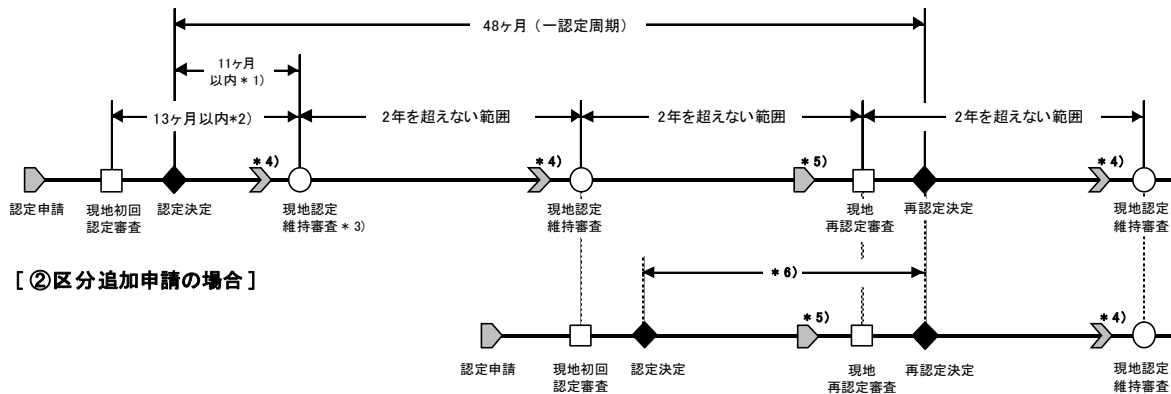 48ヶ月（一認定周期）
11ヶ月
以内＊1)
13ヶ月以内*2)
2年を超えない範囲
2年を超えない範囲
2年を超えない範囲
＊4)
＊4)
＊5)
＊4)
認定申請
現地初回
認定審査
認定決定
現地認定
維持審査＊3)
現地認定
維持審査
現地
再認定審査
再認定決定
現地認定
維持審査
[②区分追加申請の場合]
＊6)
＊5)
＊4)
認定申請
現地初回
認定審査
認定決定
現地
再認定審査
再認定決定
現地認定
維持審査